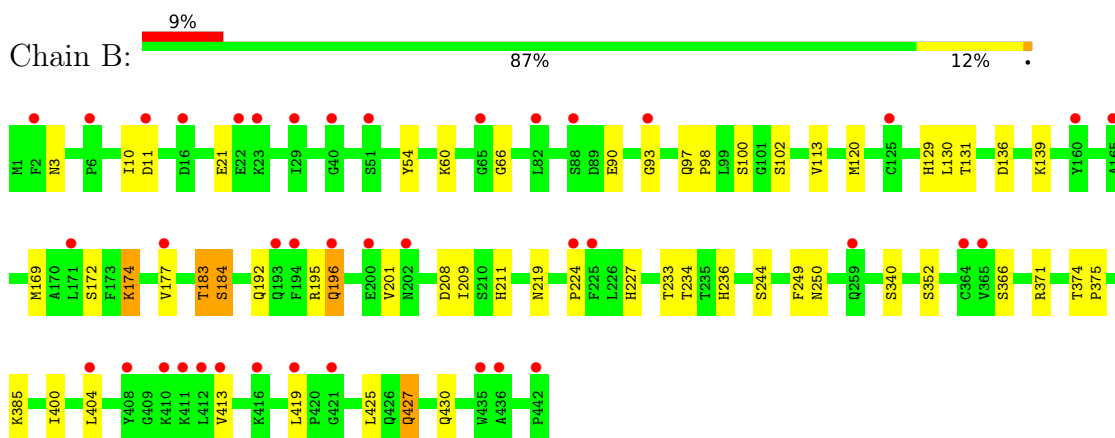 9%
Chain B:
87% 12% •
M1 F2 N3 P6 I10 D11 D16 E21 E22 K23 I29 G40 S51 Y54 K60 G65 G66 L82 S88 D89 E90 G93 Q97 P98 L99 S100 G101 S102 V113 M120 C125 H129 L130 T131 D136 K139 Y160 A165
M169 A170 L171 S172 F173 K174 V177 T183 S184 Q192 Q193 F194 R195 Q196 E200 V201 N202 D208 I209 S210 H211 N219 P224 F225 L226 H227 T233 T234 T235 H236 S244 F249 N250 Q259 S340 S352 C364 V365 S366 R371 T374 P375
K385 I400 L404 Y408 G409 K410 K411 L412 V413 K416 L419 P420 G421 L425 Q426 Q427 Q430 W435 A436 P442